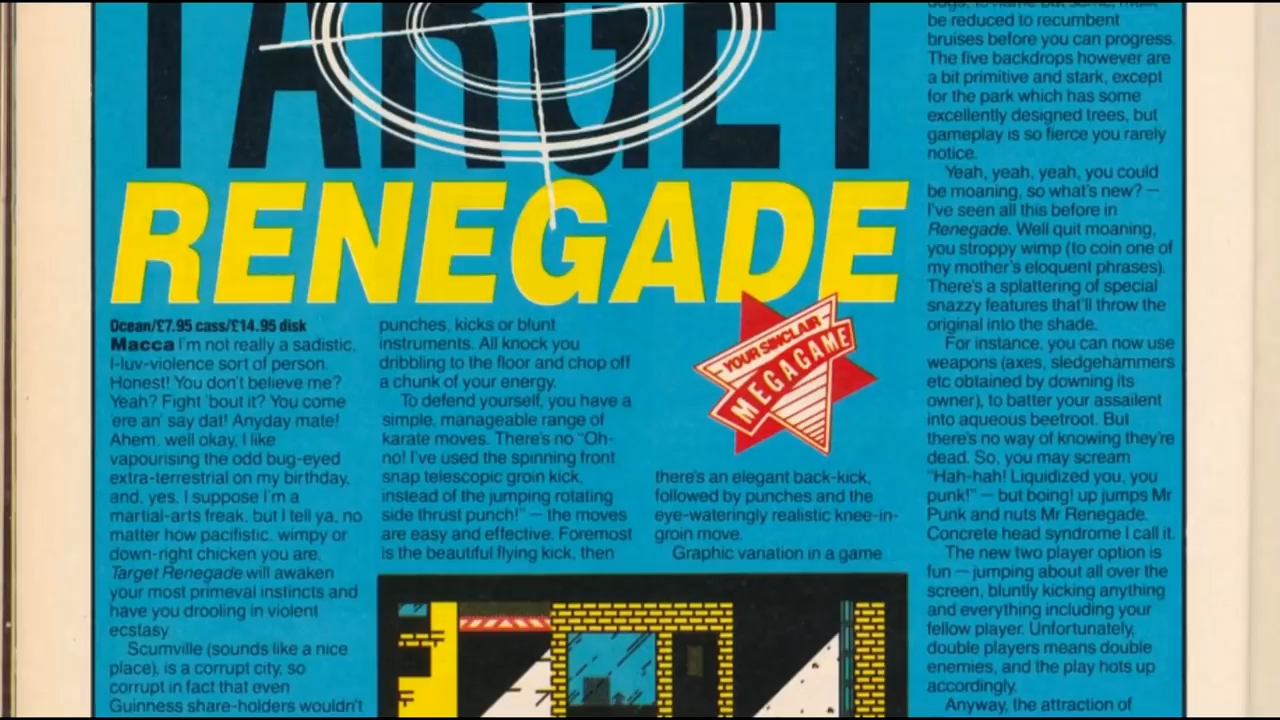 TARGET
RENEGADE
Ocean/£7.95 cass/£14.95 disk
Macca I'm not really a sadistic,
I-luv-violence sort of person.
Honest! You don't believe me?
Yeah? Fight 'bout it? You come
'ere an' say dat! Anyday mate!
Ahem, well okay, I like
vapourising the odd bug-eyed
extra-terrestrial on my birthday,
and, yes, I suppose I'm a
martial-arts freak, but I tell ya, no
matter how pacifistic, wimpy or
down-right chicken you are,
Target Renegade will awaken
your most primeval instincts and
have you drooling in violent
ecstasy
Scumville (sounds like a nice
place), is a corrupt city, so
corrupt in fact that even
Guinness share-holders wouldn't
punches, kicks or blunt
instruments. All knock you
dribbling to the floor and chop off
a chunk of your energy.
To defend yourself, you have a
simple, manageable range of
karate moves. There's no "Oh-
no! I've used the spinning front
snap telescopic groin kick,
instead of the jumping rotating
side thrust punch!" — the moves
are easy and effective. Foremost
is the beautiful flying kick, then
YOUR SINCLAIR
MEGAGAME
there's an elegant back-kick,
followed by punches and the
eye-wateringly realistic knee-in-
groin move.
Graphic variation in a game
be reduced to recumbent
bruises before you can progress.
The five backdrops however are
a bit primitive and stark, except
for the park which has some
excellently designed trees, but
gameplay is so fierce you rarely
notice.
Yeah, yeah, yeah, you could
be moaning, so what's new? —
I've seen all this before in
Renegade. Well quit moaning,
you stroppy wimp (to coin one of
my mother's eloquent phrases).
There's a splattering of special
snazzy features that'll throw the
original into the shade.
For instance, you can now use
weapons (axes, sledgehammers
etc obtained by downing its
owner), to batter your assailent
into aqueous beetroot. But
there's no way of knowing they're
dead. So, you may scream
"Hah-hah! Liquidized you, you
punk!" — but boing! up jumps Mr
Punk and nuts Mr Renegade.
Concrete head syndrome I call it.
The new two player option is
fun — jumping about all over the
screen, bluntly kicking anything
and everything including your
fellow player. Unfortunately,
double players means double
enemies, and the play hots up
accordingly.
Anyway, the attraction of